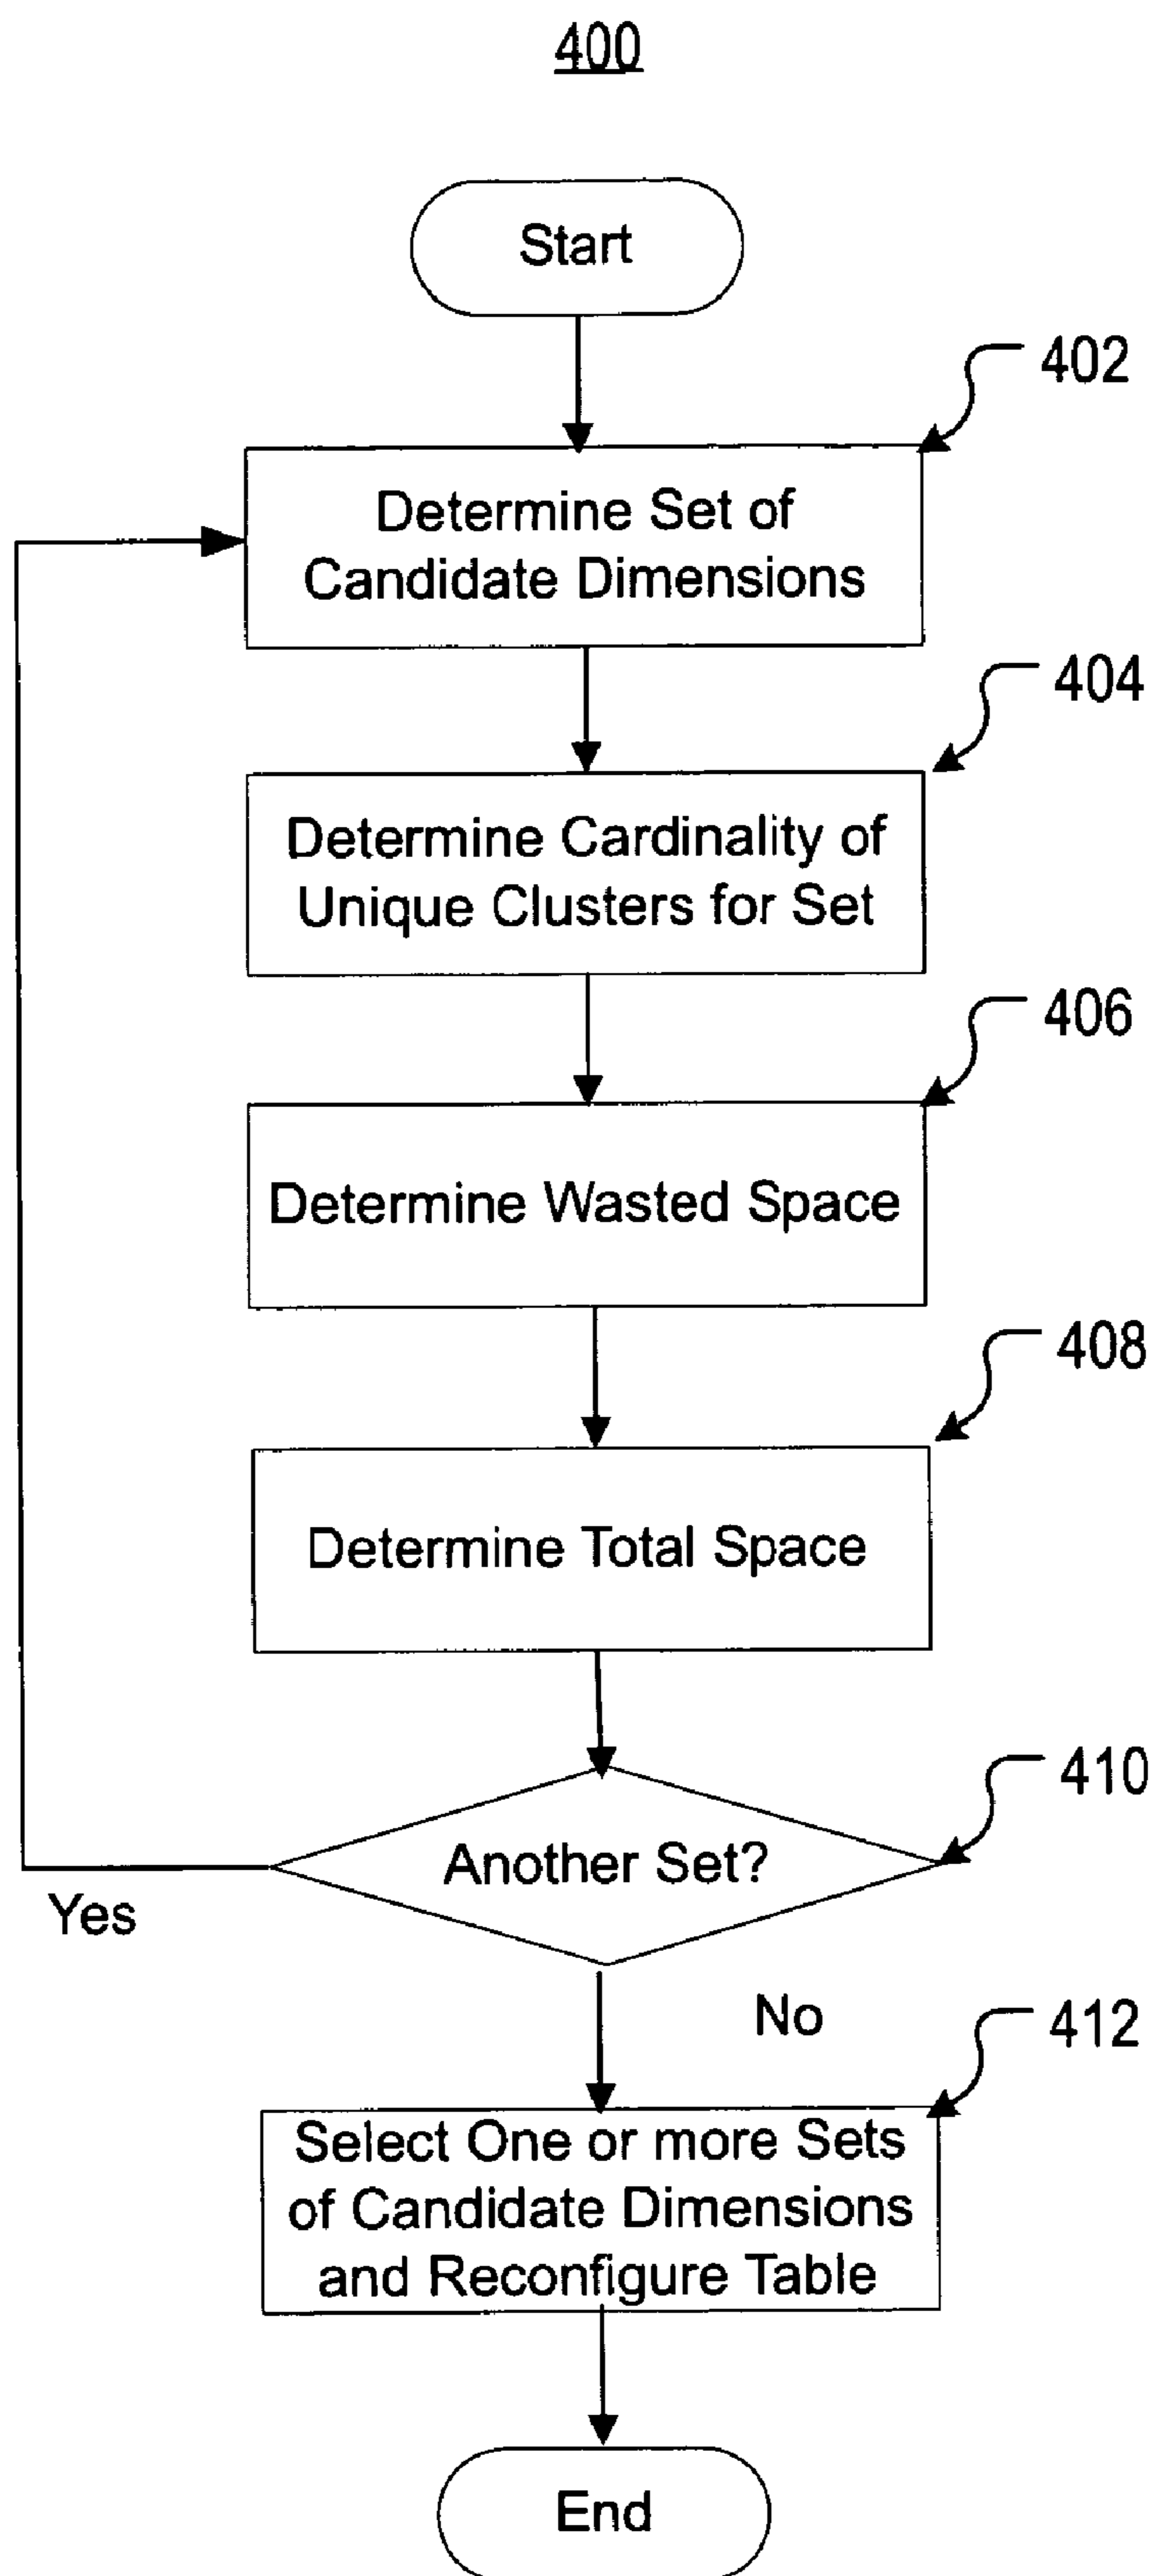 400
Start
402
Determine Set of
Candidate Dimensions
404
Determine Cardinality of
Unique Clusters for Set
406
Determine Wasted Space
408
Determine Total Space
410
Another Set?
Yes
No
412
Select One or more Sets
of Candidate Dimensions
and Reconfigure Table
End